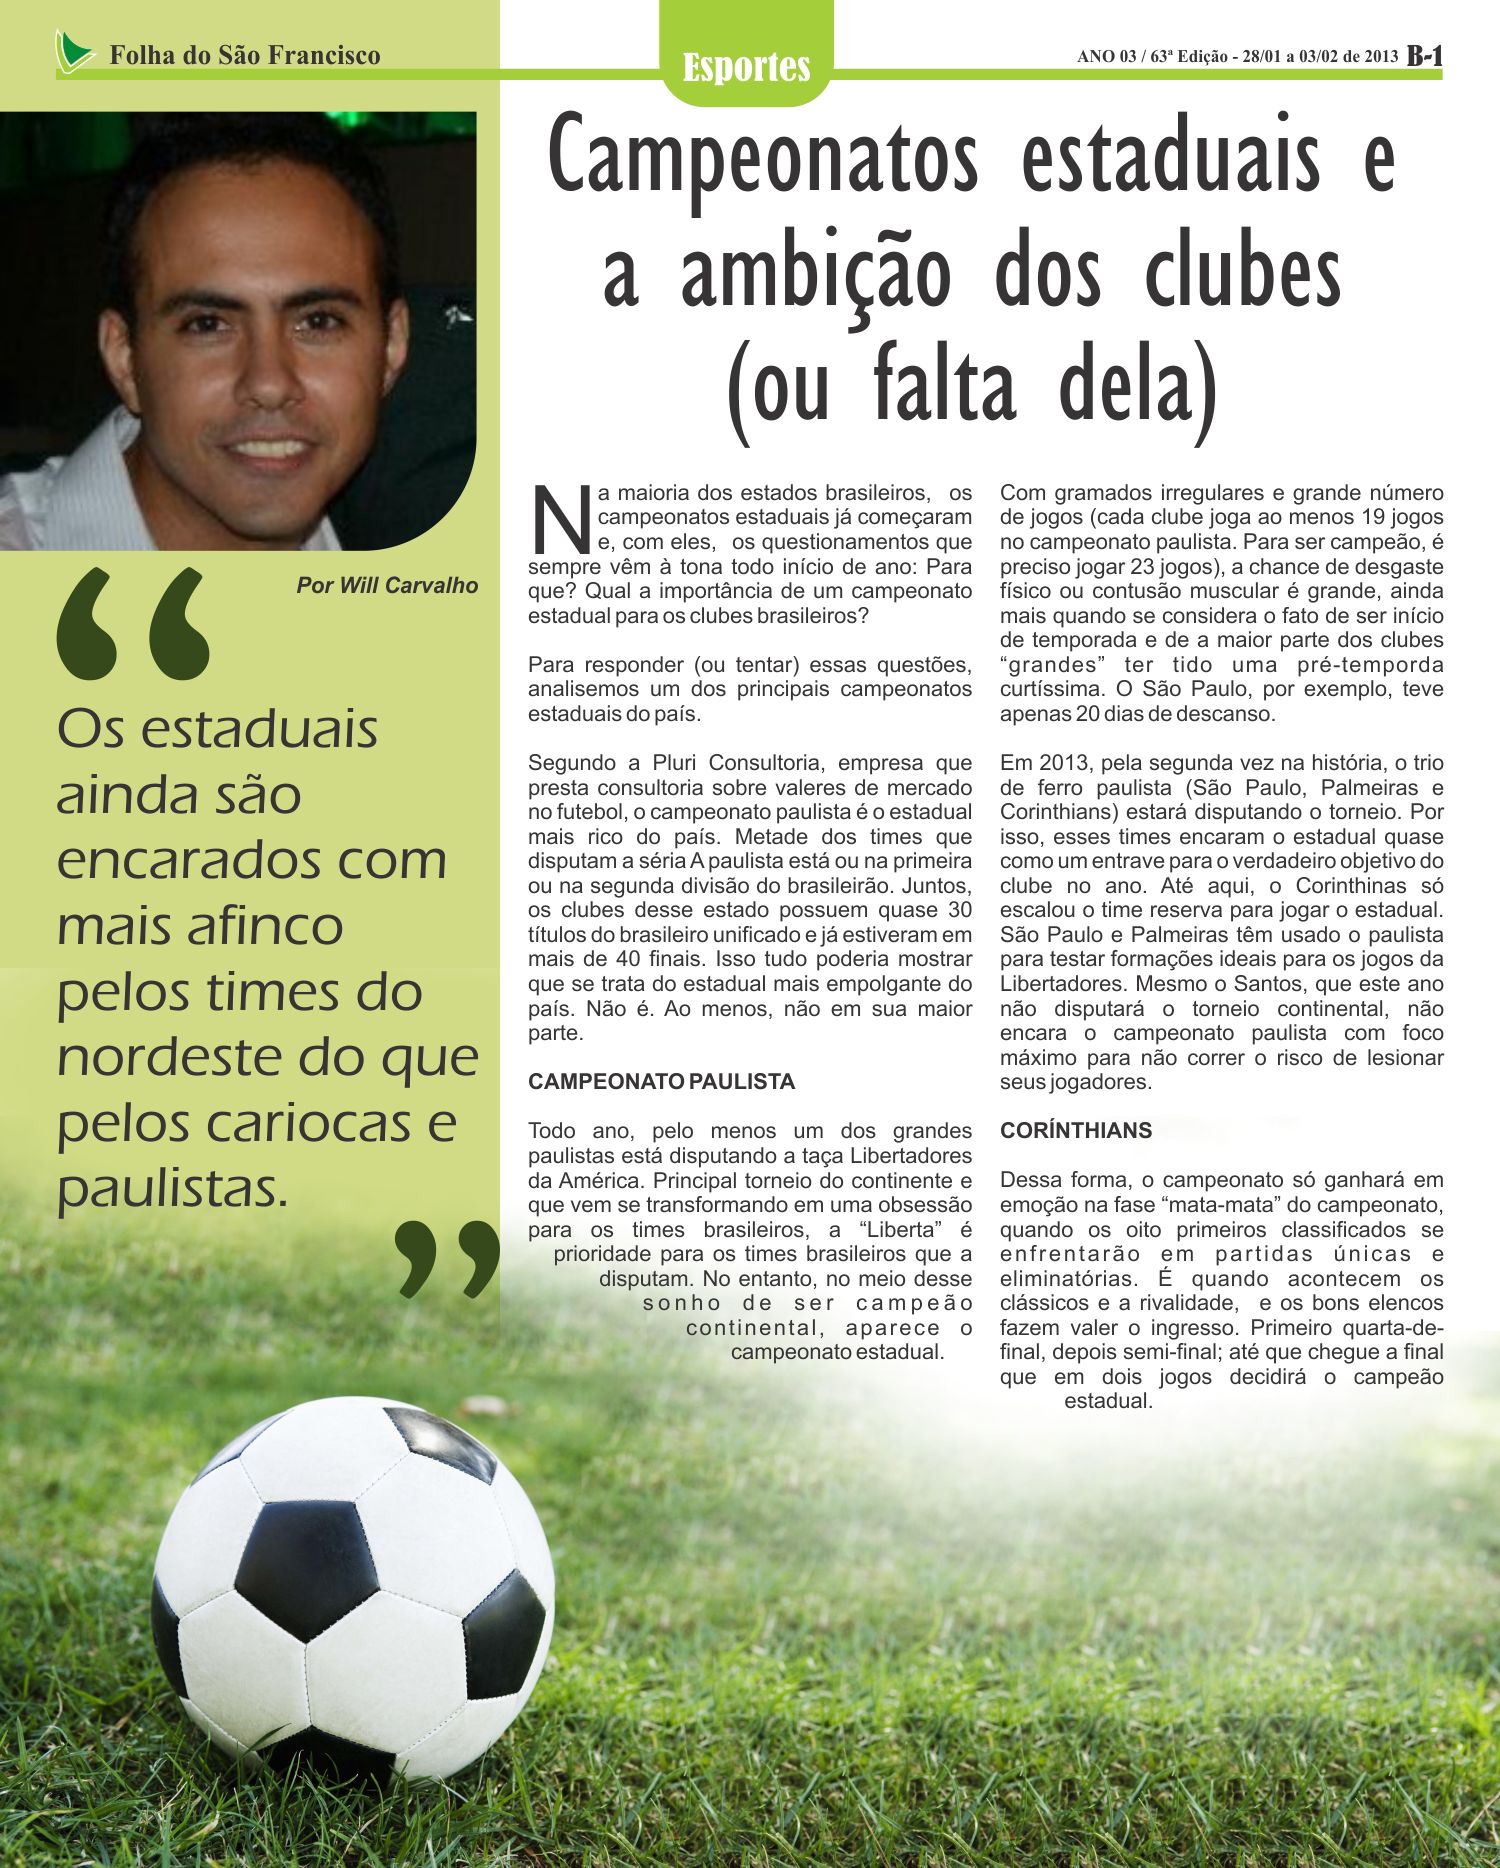 Folha do São Francisco
Esportes
ANO 03 / 63ª Edição - 28/01 a 03/02 de 2013 B-1
Campeonatos estaduais e
a ambição dos clubes
(ou falta dela)
Por Will Carvalho
“
Os estaduais
ainda são
encarados com
mais afinco
pelos times do
nordeste do que
pelos cariocas e
paulistas.
”
Na maioria dos estados brasileiros, os
campeonatos estaduais já começaram
e, com eles, os questionamentos que
sempre vêm à tona todo início de ano: Para
que? Qual a importância de um campeonato
estadual para os clubes brasileiros?
Para responder (ou tentar) essas questões,
analisemos um dos principais campeonatos
estaduais do país.
Segundo a Pluri Consultoria, empresa que
presta consultoria sobre valeres de mercado
no futebol, o campeonato paulista é o estadual
mais rico do país. Metade dos times que
disputam a séria A paulista está ou na primeira
ou na segunda divisão do brasileirão. Juntos,
os clubes desse estado possuem quase 30
títulos do brasileiro unificado e já estiveram em
mais de 40 finais. Isso tudo poderia mostrar
que se trata do estadual mais empolgante do
país. Não é. Ao menos, não em sua maior
parte.
CAMPEONATO PAULISTA
Todo ano, pelo menos um dos grandes
paulistas está disputando a taça Libertadores
da América. Principal torneio do continente e
que vem se transformando em uma obsessão
para os times brasileiros, a “Liberta” é
prioridade para os times brasileiros que a
disputam. No entanto, no meio desse
sonho de ser campeão
continental, aparece o
campeonato estadual.
Com gramados irregulares e grande número
de jogos (cada clube joga ao menos 19 jogos
no campeonato paulista. Para ser campeão, é
preciso jogar 23 jogos), a chance de desgaste
físico ou contusão muscular é grande, ainda
mais quando se considera o fato de ser início
de temporada e de a maior parte dos clubes
“grandes” ter tido uma pré-temporda
curtíssima. O São Paulo, por exemplo, teve
apenas 20 dias de descanso.
Em 2013, pela segunda vez na história, o trio
de ferro paulista (São Paulo, Palmeiras e
Corinthians) estará disputando o torneio. Por
isso, esses times encaram o estadual quase
como um entrave para o verdadeiro objetivo do
clube no ano. Até aqui, o Corinthinas só
escalou o time reserva para jogar o estadual.
São Paulo e Palmeiras têm usado o paulista
para testar formações ideais para os jogos da
Libertadores. Mesmo o Santos, que este ano
não disputará o torneio continental, não
encara o campeonato paulista com foco
máximo para não correr o risco de lesionar
seus jogadores.
CORÍNTHIANS
Dessa forma, o campeonato só ganhará em
emoção na fase “mata-mata” do campeonato,
quando os oito primeiros classificados se
enfrentarão em partidas únicas e
eliminatórias. É quando acontecem os
clássicos e a rivalidade, e os bons elencos
fazem valer o ingresso. Primeiro quarta-de-
final, depois semi-final; até que chegue a final
que em dois jogos decidirá o campeão
estadual.